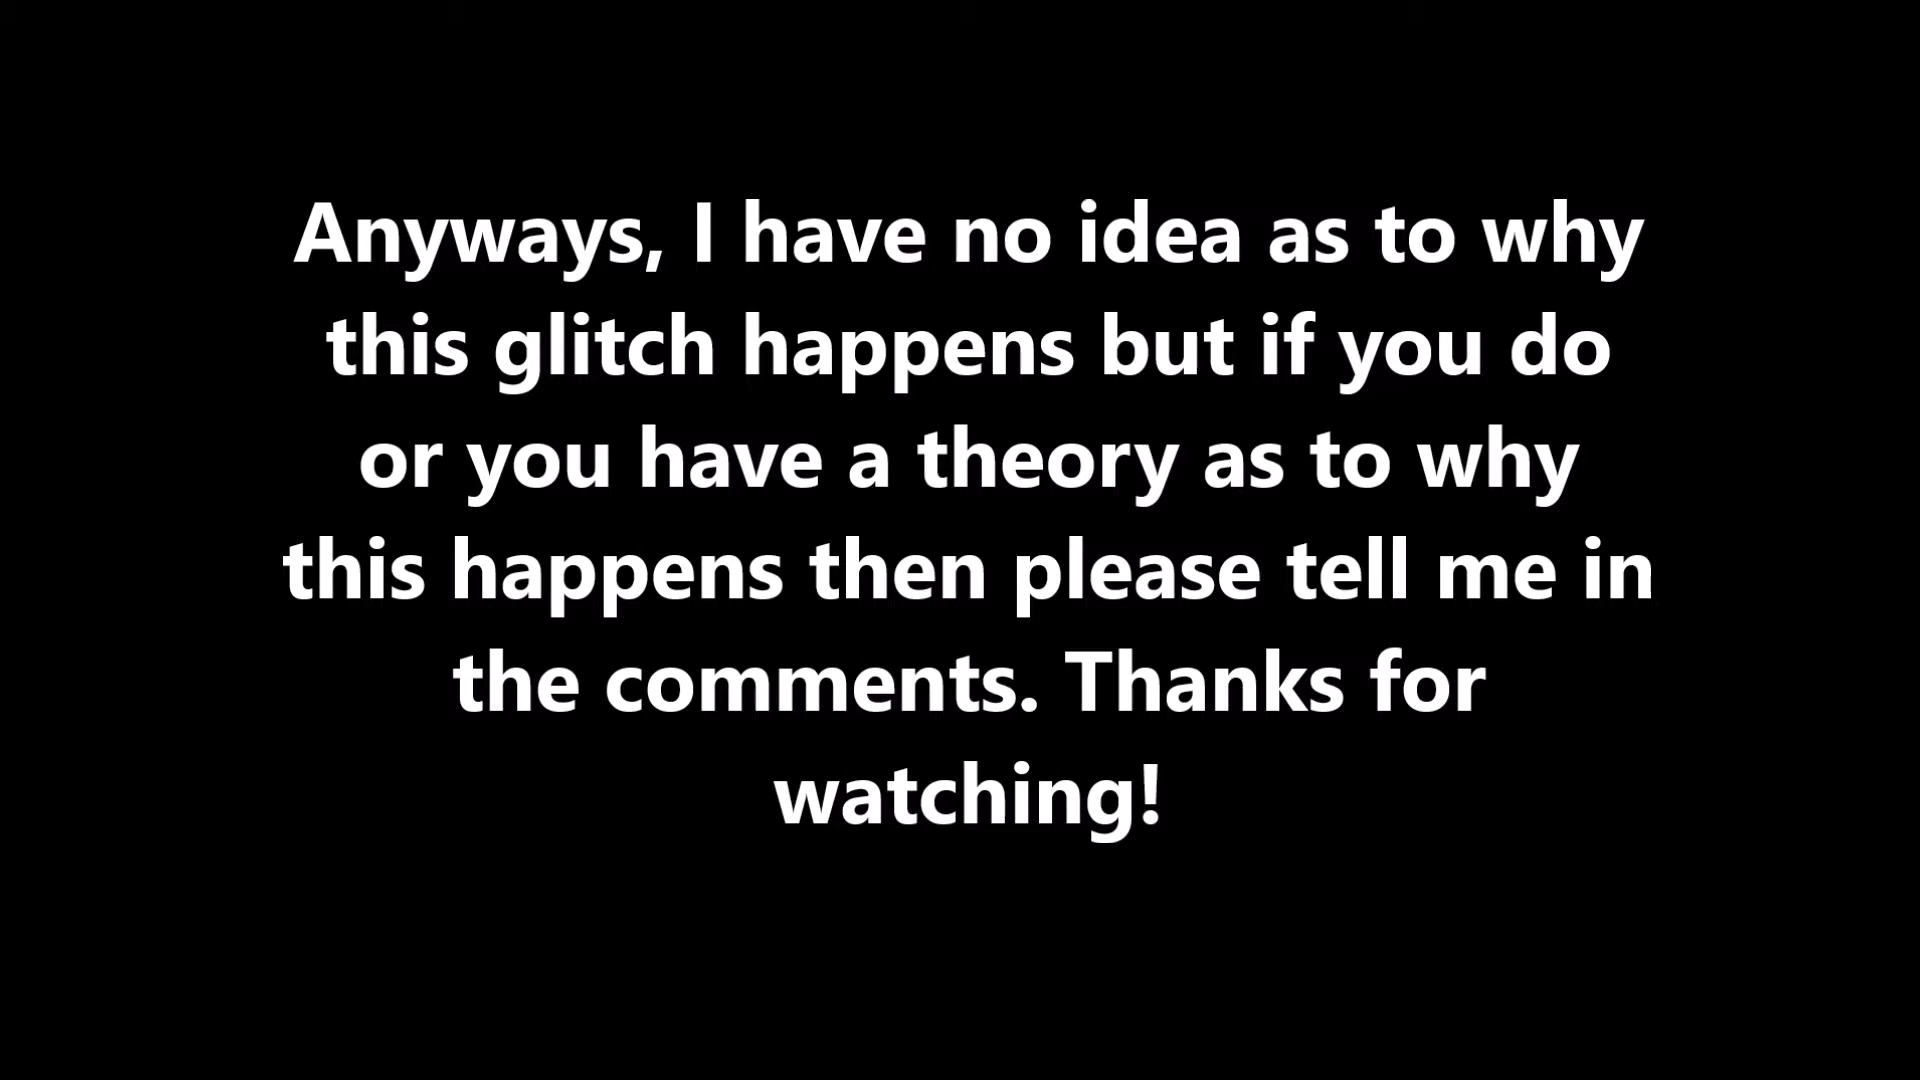 Anyways, I have no idea as to why
this glitch happens but if you do
or you have a theory as to why
this happens then please tell me in
the comments. Thanks for
watching!